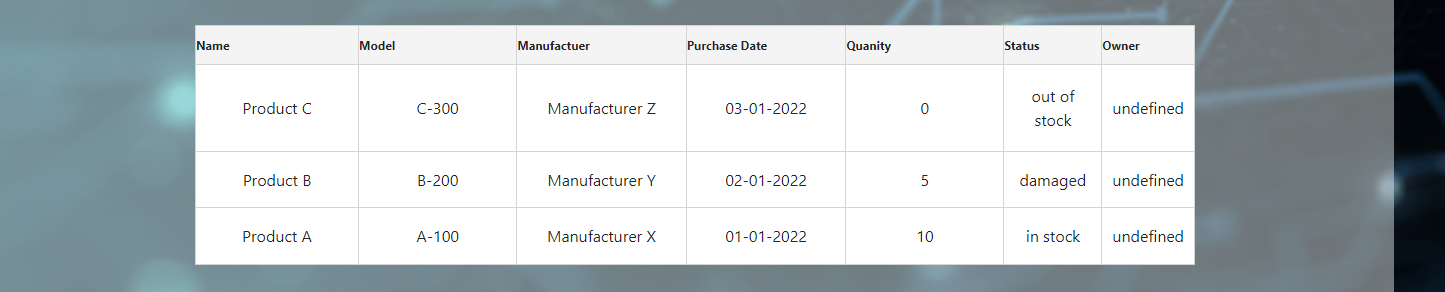 Name Model Manufactuer Purchase Date Quanity Status Owner
Product C C-300 Manufacturer Z 03-01-2022 0 out of stock undefined
Product B B-200 Manufacturer Y 02-01-2022 5 damaged undefined
Product A A-100 Manufacturer X 01-01-2022 10 in stock undefined